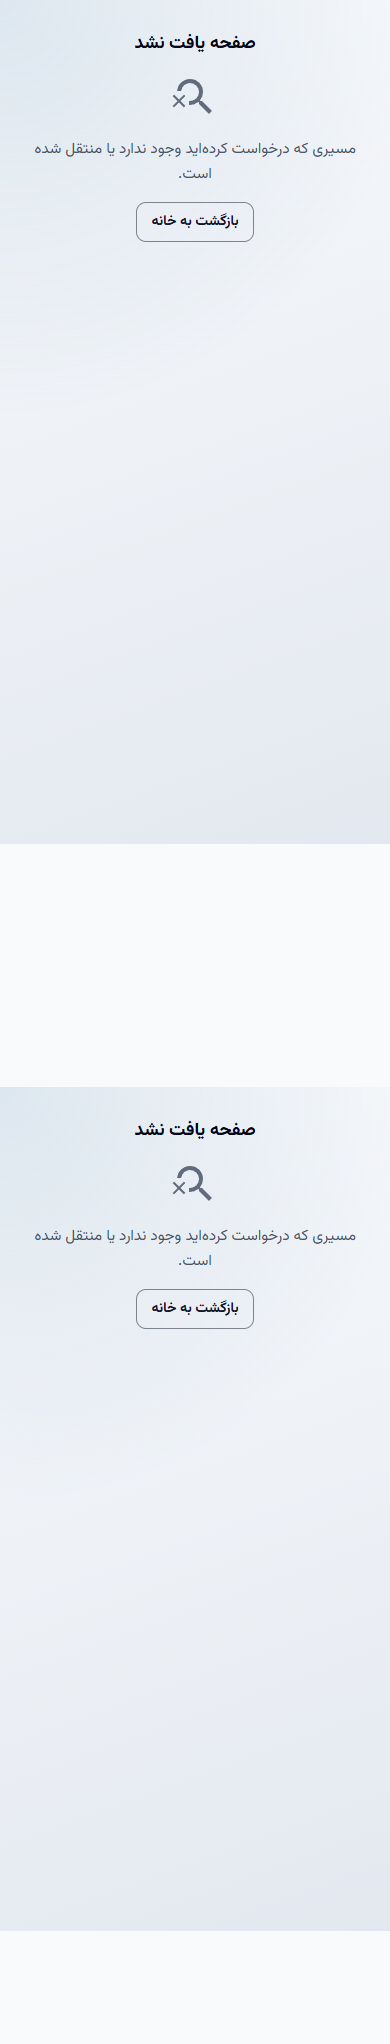 صفحه یافت نشد
مسیری که درخواست کرده‌اید وجود ندارد یا منتقل شده
است.
بازگشت به خانه
صفحه یافت نشد
مسیری که درخواست کرده‌اید وجود ندارد یا منتقل شده
است.
بازگشت به خانه